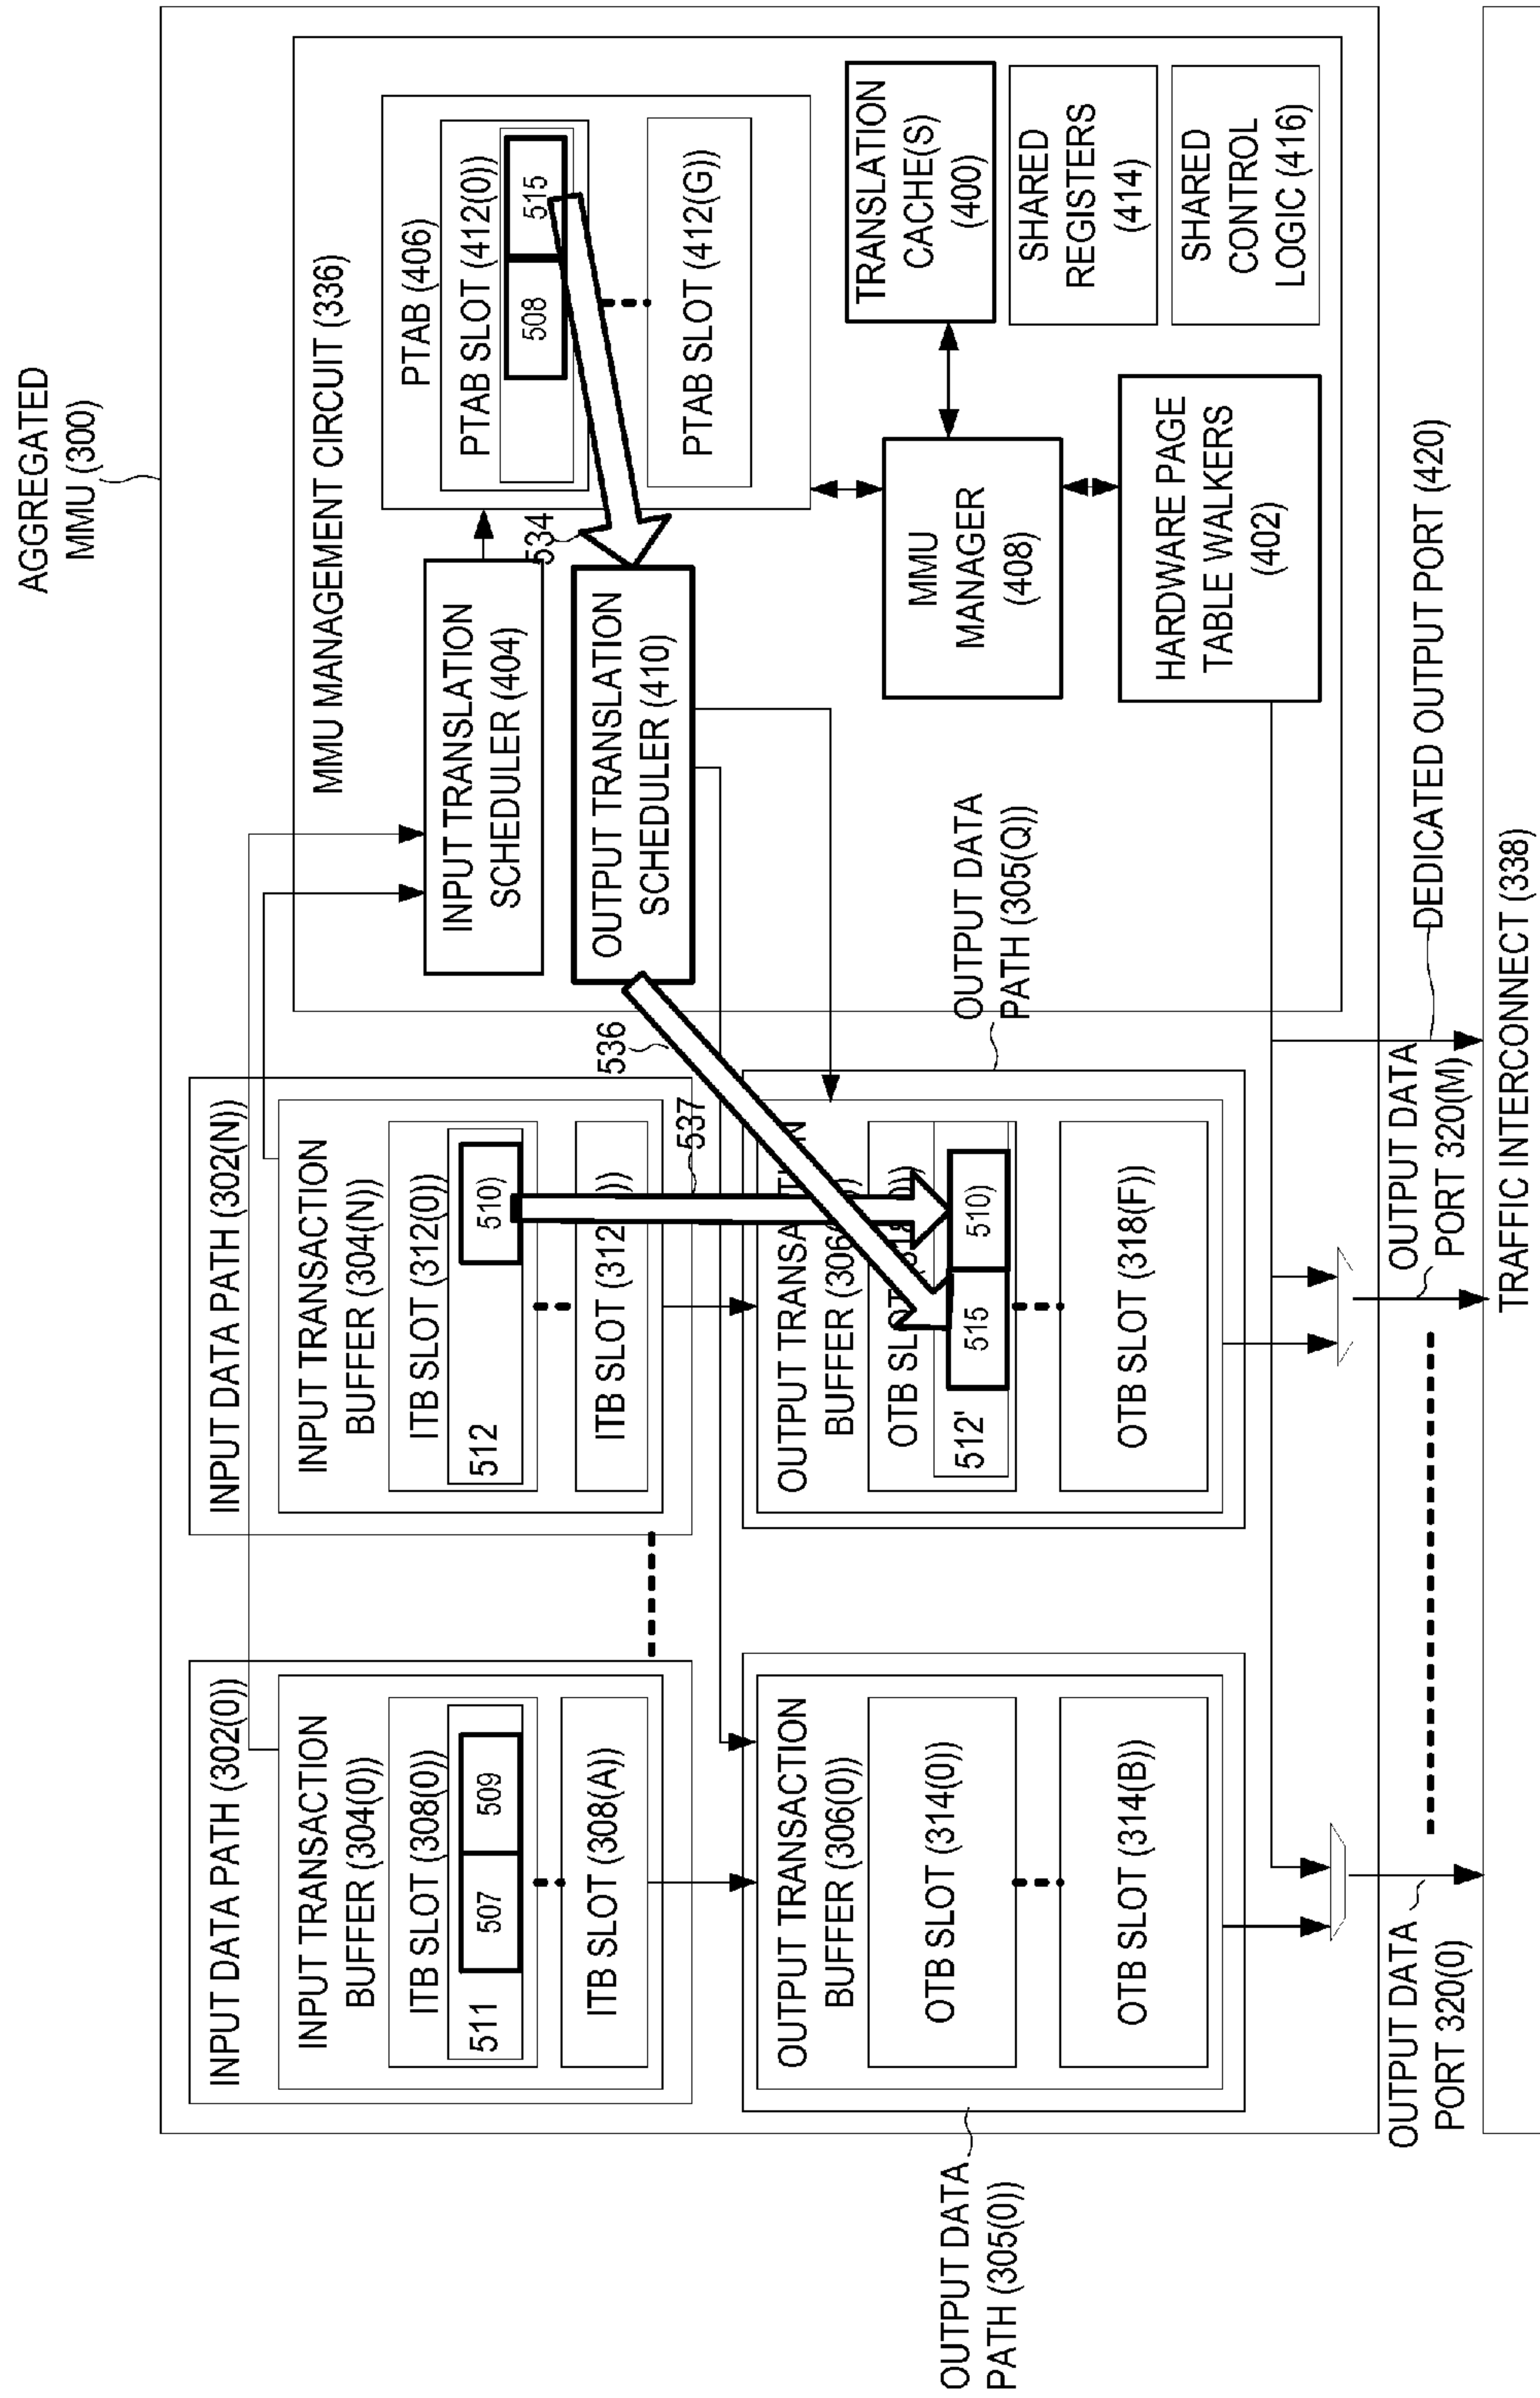 AGGREGATED
MMU (300)
MMU MANAGEMENT CIRCUIT (336)
INPUT DATA PATH (302(0))
INPUT TRANSACTION
BUFFER (304(0))
ITB SLOT (308(0))
511
507
509
ITB SLOT (308(A))
INPUT DATA PATH (302(N))
INPUT TRANSACTION
BUFFER (304(N))
ITB SLOT (312(0))
512
510)
ITB SLOT (312
))
INPUT TRANSLATION
SCHEDULER (404)
OUTPUT TRANSLATION
SCHEDULER (410)
PTAB (406)
PTAB SLOT (412(0))
508
515
PTAB SLOT (412(G))
534
536
537
OUTPUT DATA
PATH (305(0))
OUTPUT TRANSACTION
BUFFER (306(0))
OTB SLOT (314(0))
OTB SLOT (314(B))
OUTPUT DATA
PATH (305(Q))
OUTPUT
BUFFER (306
OTB SLOT
512'
515
510)
OTB SLOT (318(F))
MMU
MANAGER
(408)
TRANSLATION
CACHE(S)
(400)
SHARED
REGISTERS
(414)
SHARED
CONTROL
LOGIC (416)
HARDWARE PAGE
TABLE WALKERS
(402)
OUTPUT DATA
PORT 320(0)
OUTPUT DATA
PORT 320(M)
DEDICATED OUTPUT PORT (420)
TRAFFIC INTERCONNECT (338)